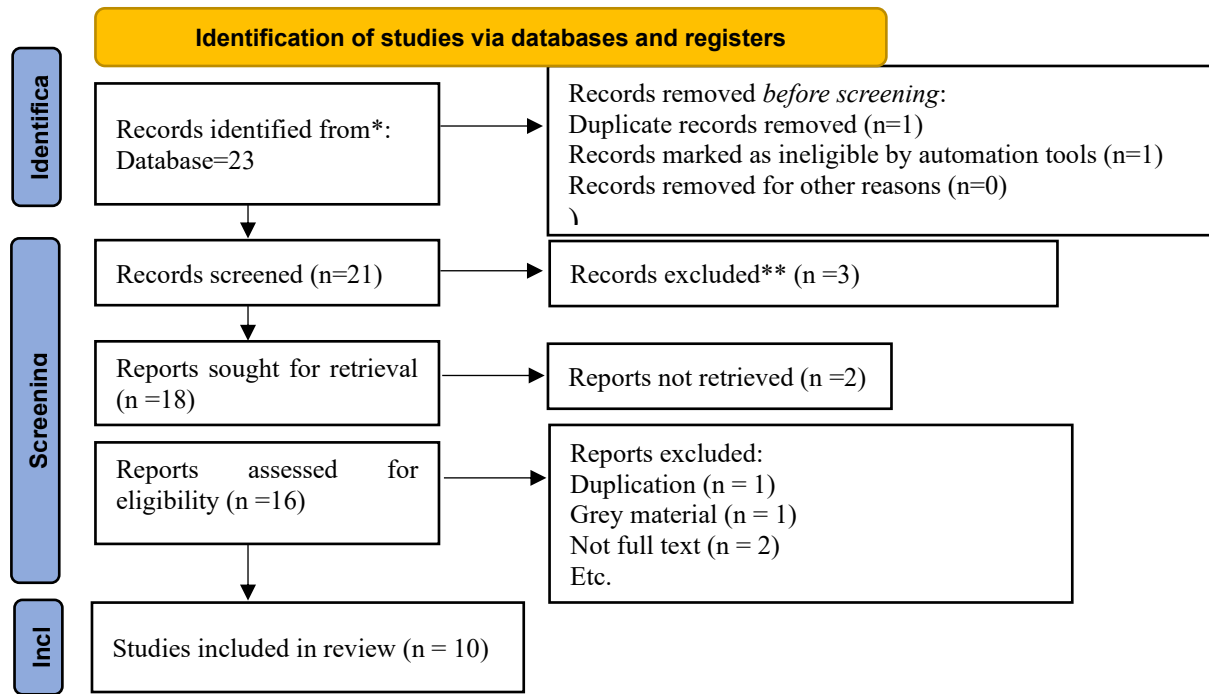 Identification of studies via databases and registers
Identifica
Records identified from*:
Database=23
Records removed before screening:
Duplicate records removed (n=1)
Records marked as ineligible by automation tools (n=1)
Records removed for other reasons (n=0)
)
Screening
Records screened (n=21)
Records excluded** (n =3)
Reports sought for retrieval
(n =18)
Reports not retrieved (n =2)
Reports assessed for
eligibility (n =16)
Reports excluded:
Duplication (n = 1)
Grey material (n = 1)
Not full text (n = 2)
Etc.
Incl
Studies included in review (n = 10)